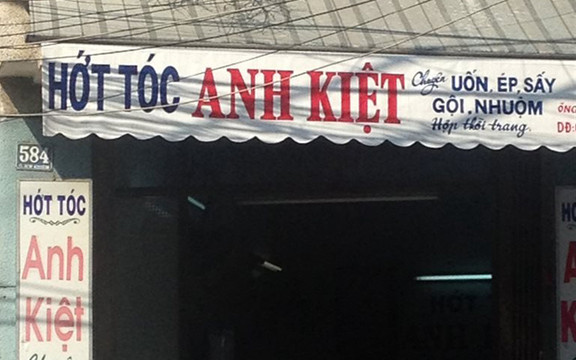 HỚT TÓC ANH KIỆT
Chuyên UỐN, ÉP, SẤY
GỘI, NHUỘM
Hợp thời trang.
DĐ:
584
HỚT TÓC
Anh
Kiệt
HỚT